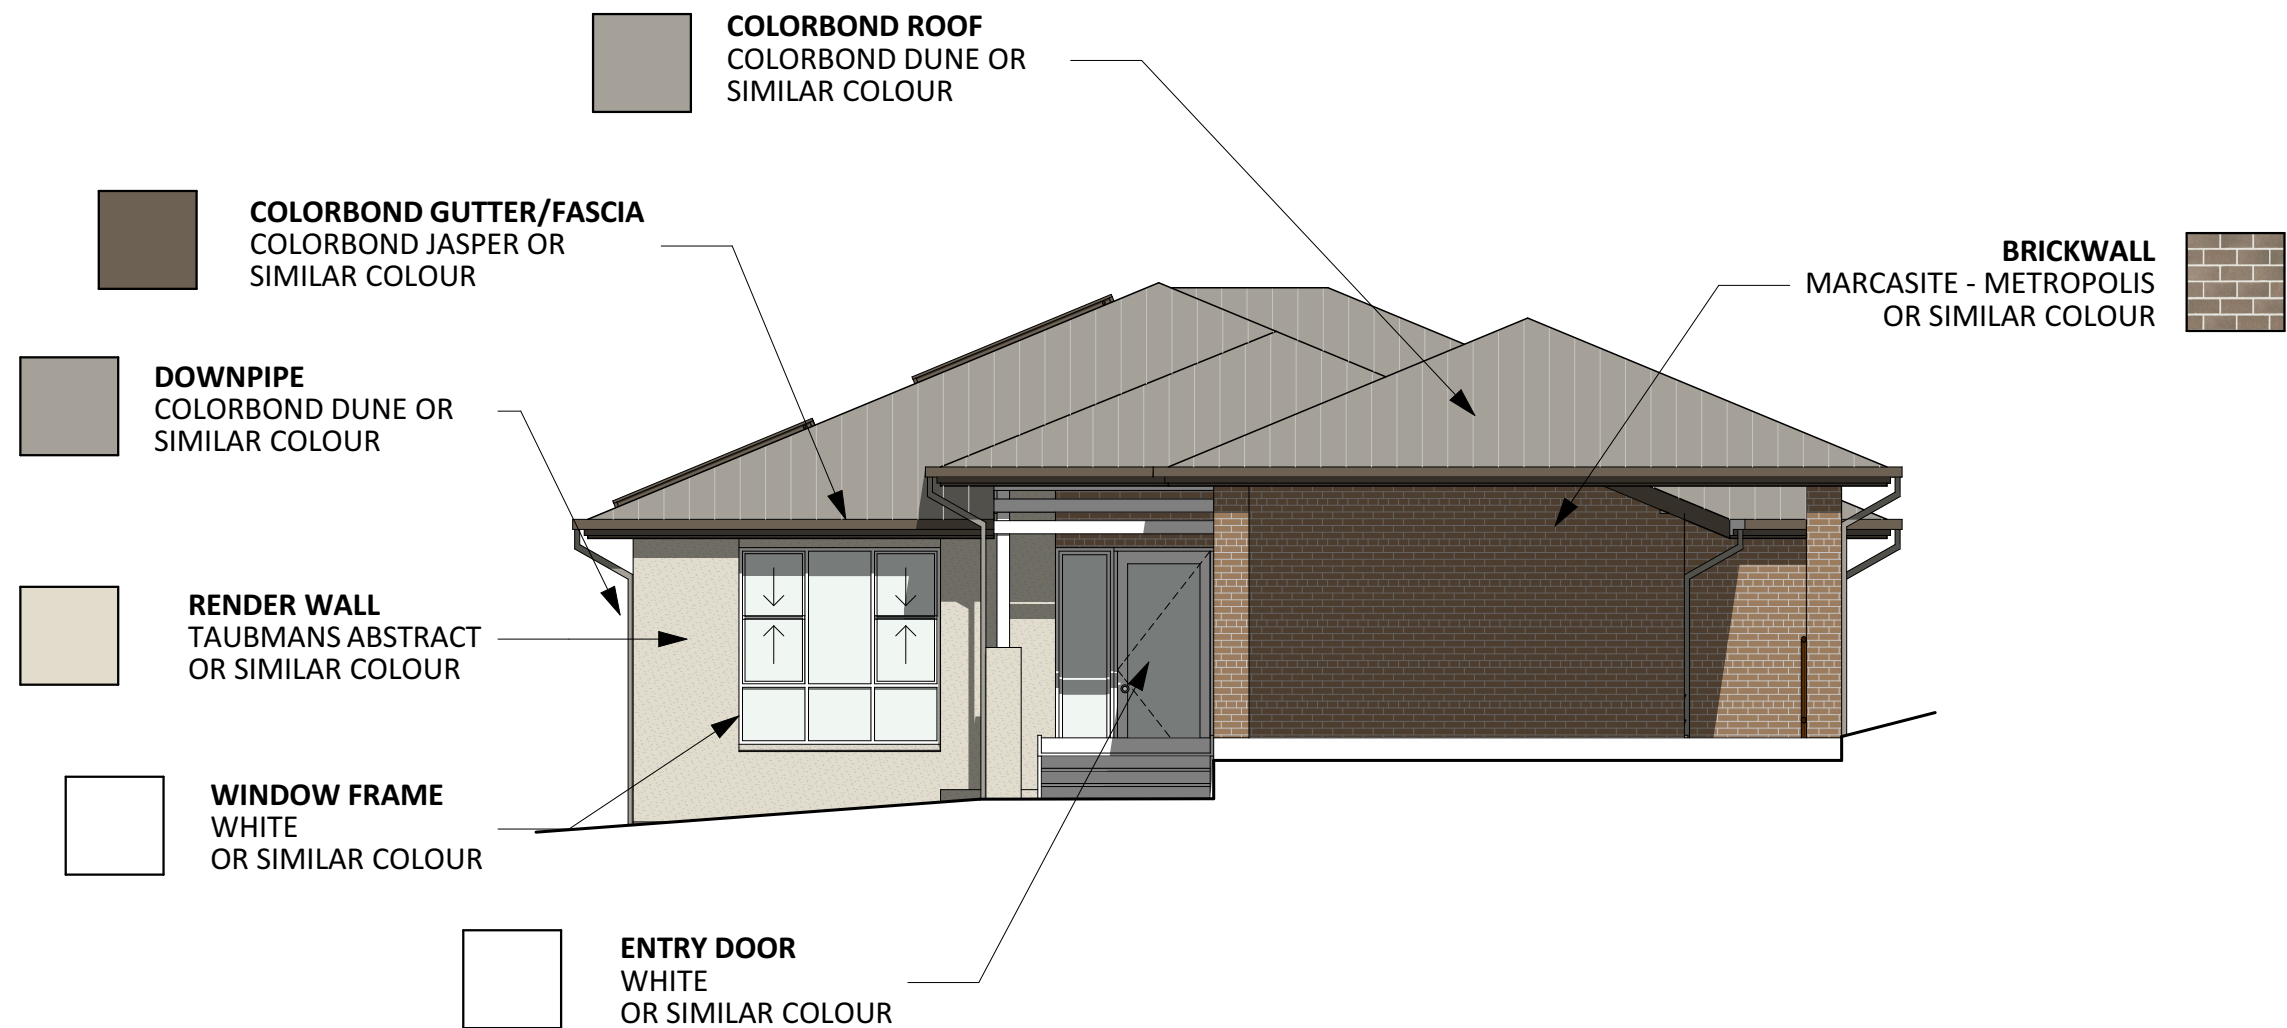 COLORBOND ROOF
COLORBOND DUNE OR
SIMILAR COLOUR
COLORBOND GUTTER/FASCIA
COLORBOND JASPER OR
SIMILAR COLOUR
BRICKWALL
MARCASITE - METROPOLIS
OR SIMILAR COLOUR
DOWNPIPE
COLORBOND DUNE OR
SIMILAR COLOUR
RENDER WALL
TAUBMANS ABSTRACT
OR SIMILAR COLOUR
WINDOW FRAME
WHITE
OR SIMILAR COLOUR
ENTRY DOOR
WHITE
OR SIMILAR COLOUR